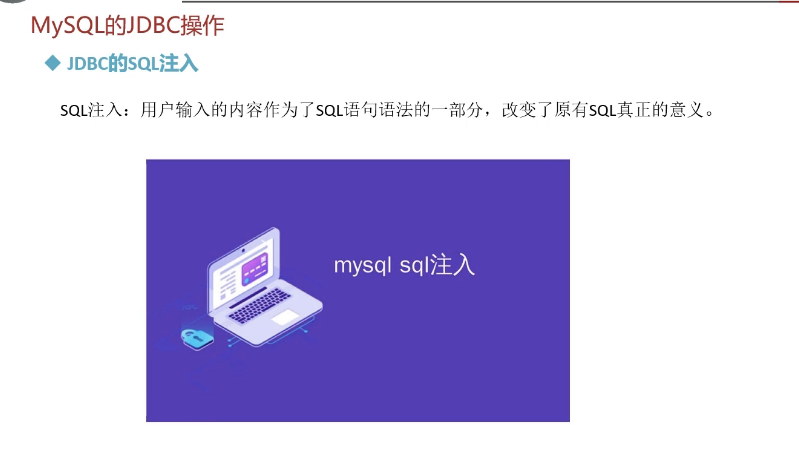 MySQL的JDBC操作
JDBC的SQL注入
SQL注入：用户输入的内容作为了SQL语句语法的一部分，改变了原有SQL真正的意义。
mysql sql注入